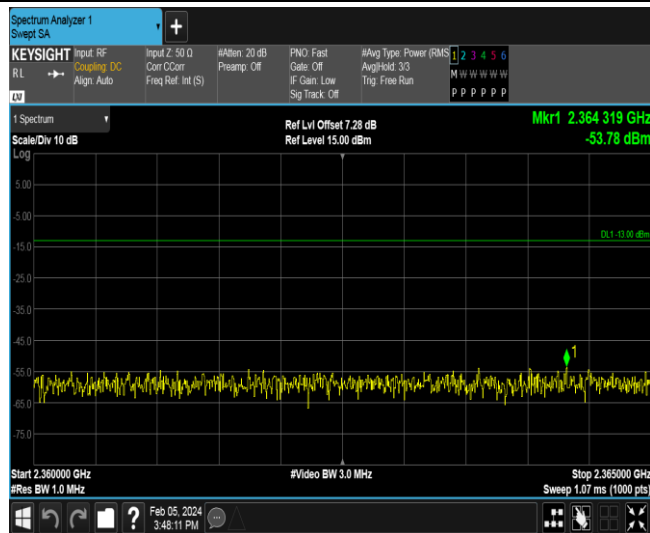 Spectrum Analyzer 1
Swept SA
+
KEYSIGHT
RL
LXI
Input: RF
Coupling: DC
Align: Auto
Input Z: 50 Ω
Corr CCorr
Freq Ref: Int (S)
#Atten: 20 dB
Preamp: Off
PNO: Fast
Gate: Off
IF Gain: Low
Sig Track: Off
#Avg Type: Power (RMS
Avg|Hold: 3/3
Trig: Free Run
1 2 3 4 5 6
M W W W W W
P P P P P P
1 Spectrum
Scale/Div 10 dB
Log
Ref Lvl Offset 7.28 dB
Ref Level 15.00 dBm
Mkr1 2.364 319 GHz
-53.78 dBm
5.00
-5.00
DL1 -13.00 dBm
-15.0
-25.0
-35.0
-45.0
1
-55.0
-65.0
-75.0
Start 2.360000 GHz
#Res BW 1.0 MHz
#Video BW 3.0 MHz
Stop 2.365000 GHz
Sweep 1.07 ms (1000 pts)
?
Feb 05, 2024
3:48:11 PM